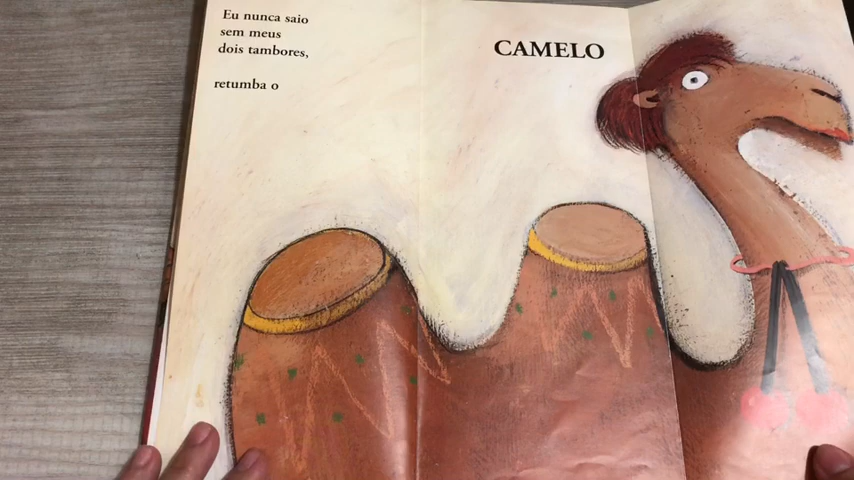 Eu nunca saio
sem meus
dois tambores,
retumba o
CAMELO